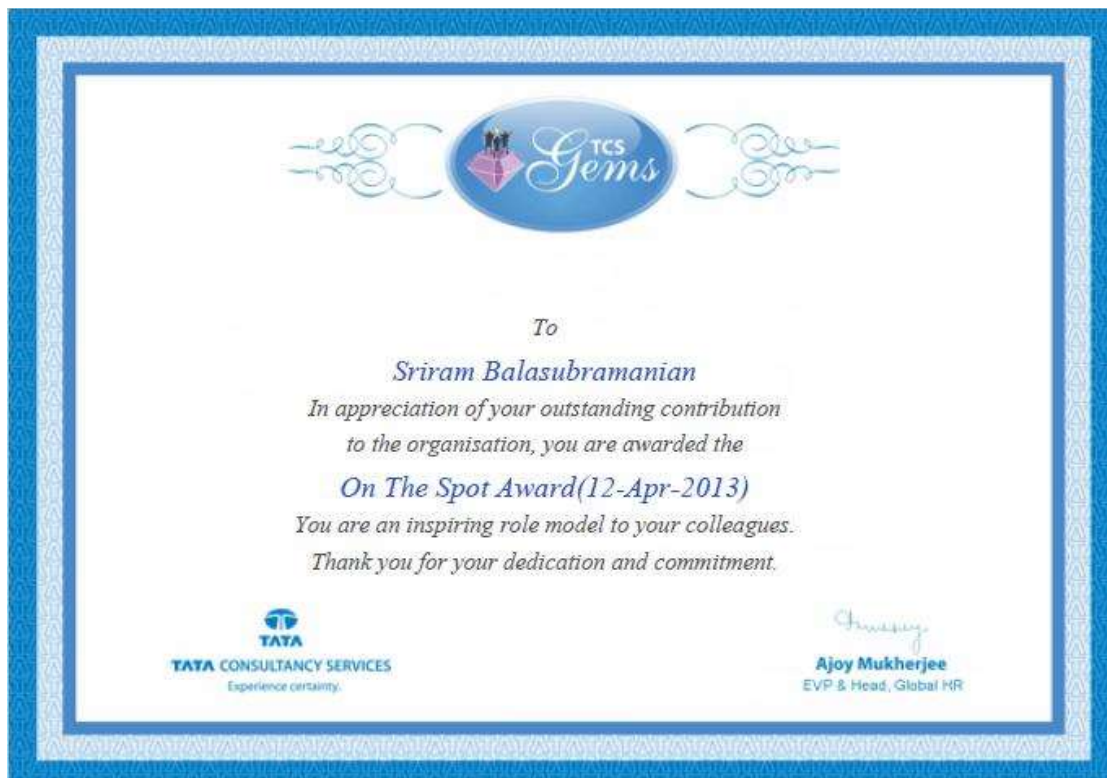 TCS
Gems
To
Sriram Balasubramanian
In appreciation of your outstanding contribution
to the organisation, you are awarded the
On The Spot Award(12-Apr-2013)
You are an inspiring role model to your colleagues.
Thank you for your dedication and commitment.
TATA
TATA CONSULTANCY SERVICES
Experience certainty.
Ajoy Mukherjee
EVP & Head, Global HR